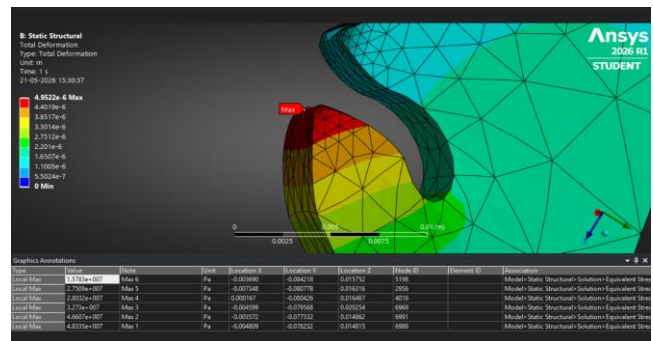 B: Static Structural
Total Deformation
Type: Total Deformation
Unit: m
Time: 1 s
21-05-2026 15:30:37
4.9522e-6 Max
4.4019e-6
3.8517e-6
3.3014e-6
2.7512e-6
2.201e-6
1.6507e-6
1.1005e-6
5.5024e-7
0 Min
Ansys
2026 R1
STUDENT
Max
0 0.005 0.01 (m)
0.0025 0.0075
Graphics Annotations
Type Value Note Unit Location X Location Y Location Z Node ID Element ID Association
Local Max 1.5783e+007 Max 6 Pa -0.003690 -0.084218 0.015752 5198 Model>Static Structural>Solution>Equivalent Stres
Local Max 2.7509e+007 Max 5 Pa -0.007348 -0.080778 0.016316 2956 Model>Static Structural>Solution>Equivalent Stres
Local Max 2.8032e+007 Max 4 Pa 0.000167 -0.080426 0.016467 4016 Model>Static Structural>Solution>Equivalent Stres
Local Max 3.273e+007 Max 3 Pa -0.004599 -0.079568 0.020254 6969 Model>Static Structural>Solution>Equivalent Stres
Local Max 4.6607e+007 Max 2 Pa -0.003572 -0.077332 0.014862 6991 Model>Static Structural>Solution>Equivalent Stres
Local Max 4.8335e+007 Max 1 Pa -0.004809 -0.078232 0.014815 6986 Model>Static Structural>Solution>Equivalent Stres